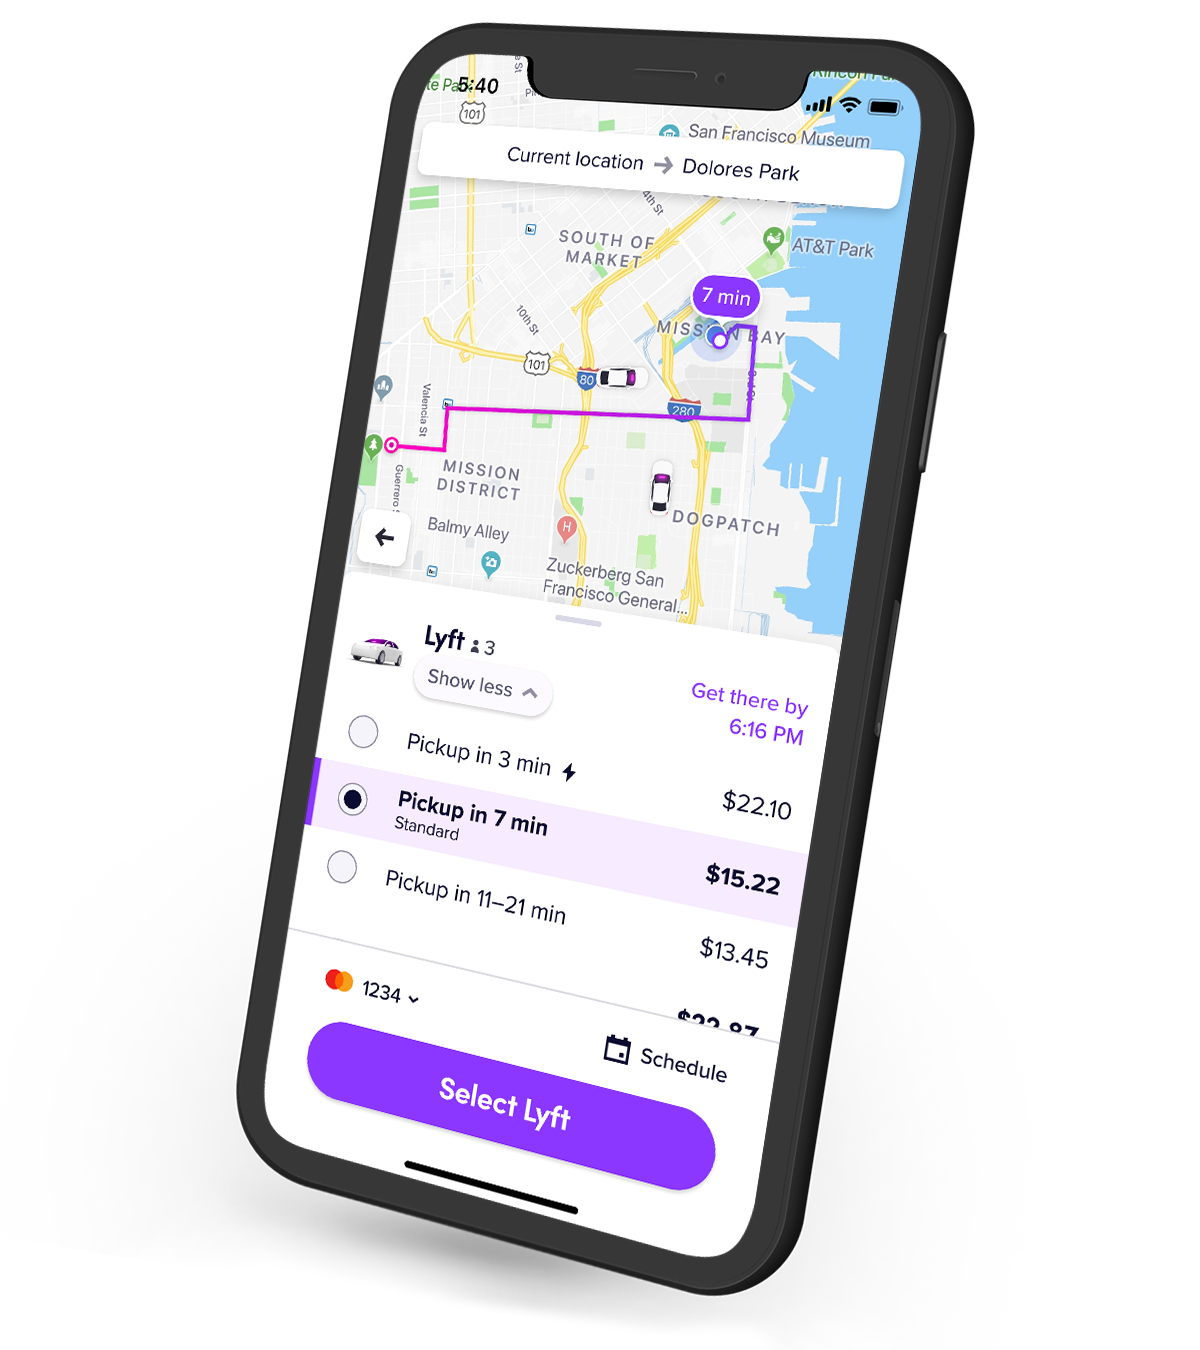 5:40
101
San Francisco Museum
Current location → Dolores Park
4th St
SOUTH OF
MARKET
AT&T Park
7 min
10th St
MISSION BAY
101
80
280
Valencia St
MISSION
DISTRICT
Guerrero
DOGPATCH
Balmy Alley
H
Zuckerberg San
Francisco General...
Lyft 3
Show less
Get there by
6:16 PM
Pickup in 3 min
$22.10
Pickup in 7 min
Standard
$15.22
Pickup in 11–21 min
$13.45
1234
Schedule
Select Lyft